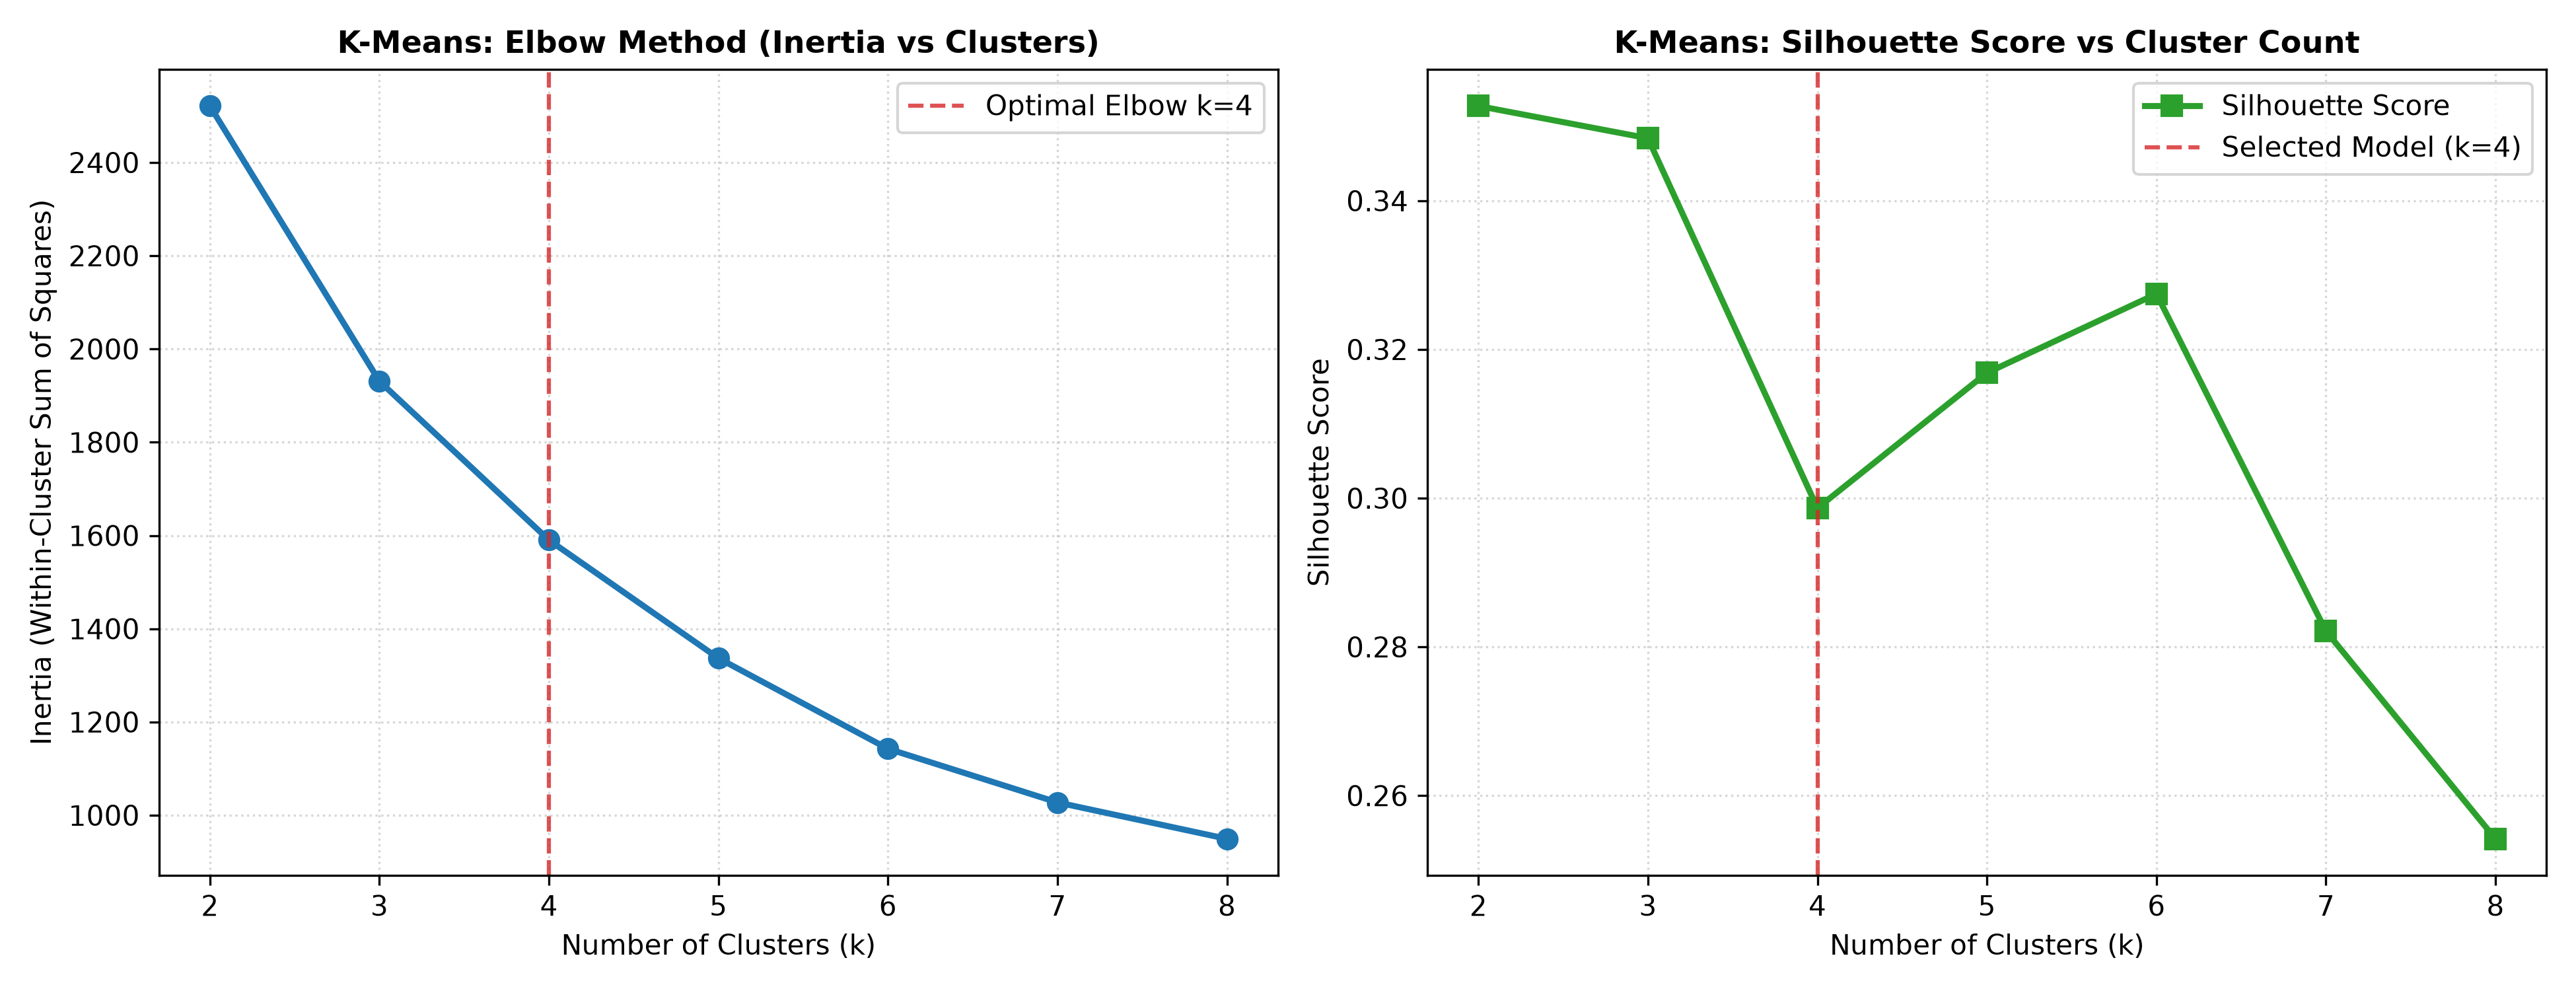 K-Means: Elbow Method (Inertia vs Clusters)
Optimal Elbow k=4
Inertia (Within-Cluster Sum of Squares)
2400
2200
2000
1800
1600
1400
1200
1000
2 3 4 5 6 7 8
Number of Clusters (k)
K-Means: Silhouette Score vs Cluster Count
Silhouette Score
Selected Model (k=4)
Silhouette Score
0.34
0.32
0.30
0.28
0.26
2 3 4 5 6 7 8
Number of Clusters (k)